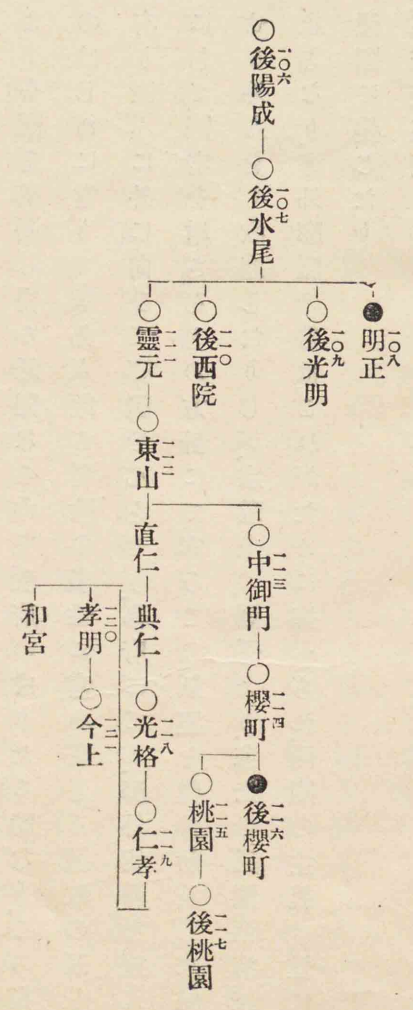 ○後陽成
一〇六
○後水尾
一〇七
●明正
一〇八
○後光明
一〇九
○後西院
一一〇
○靈元
一一一
○東山
一一二
○中御門
一一三
○櫻町
一一四
●後櫻町
一一六
○桃園
一一五
○後桃園
一一七
直仁
典仁
○光格
一一八
○仁孝
一一九
孝明
一二〇
○今上
一二一
和宮